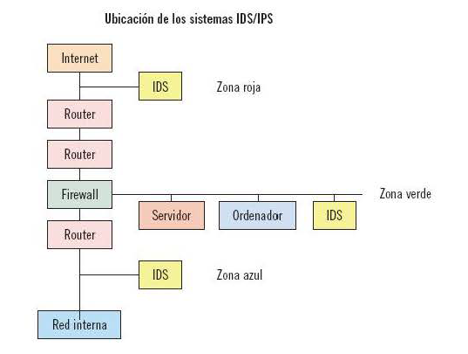 Ubicación de los sistemas IDS/IPS
Internet
IDS
Zona roja
Router
Router
Firewall
Zona verde
Servidor
Ordenador
IDS
Router
IDS
Zona azul
Red interna